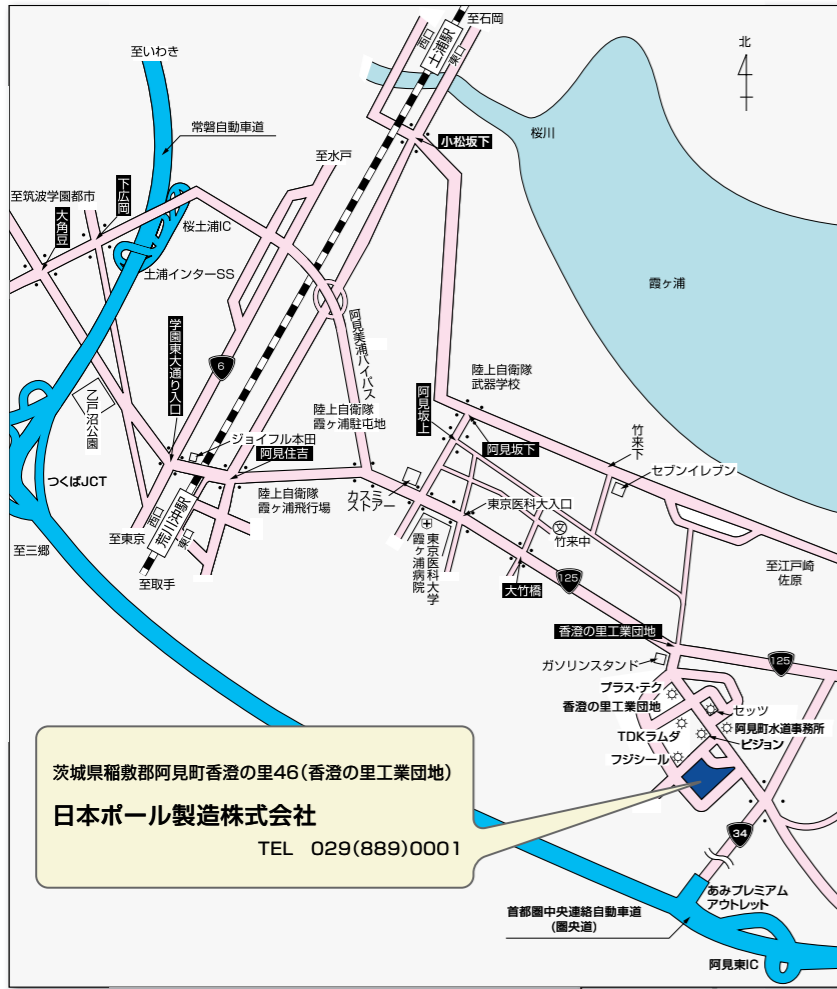 至石岡
西口
土浦駅
東口
北
至いわき
常磐自動車道
桜川
小松坂下
至水戸
至筑波学園都市
下広岡
大角豆
桜土浦IC
土浦インターSS
霞ヶ浦
阿見美浦バイパス
学園東大通り入口
6
陸上自衛隊
武器学校
乙戸沼公園
陸上自衛隊
霞ヶ浦駐屯地
阿見坂上
竹来下
ジョイフル本田
阿見住吉
阿見坂下
セブンイレブン
つくばJCT
陸上自衛隊
霞ヶ浦飛行場
カスミ
ストアー
東京医科大入口
西口
荒川沖駅
東口
至東京
至三郷
至取手
東京医科大学
霞ヶ浦病院
文
竹来中
大竹橋
125
至江戸崎
佐原
香澄の里工業団地
125
ガソリンスタンド
プラス・テク
香澄の里工業団地
セッツ
阿見町水道事務所
TDKラムダ
ピジョン
フジシール
茨城県稲敷郡阿見町香澄の里46(香澄の里工業団地)
日本ポール製造株式会社
TEL 029(889)0001
34
あみプレミアム
アウトレット
首都圏中央連絡自動車道
(圏央道)
阿見東IC